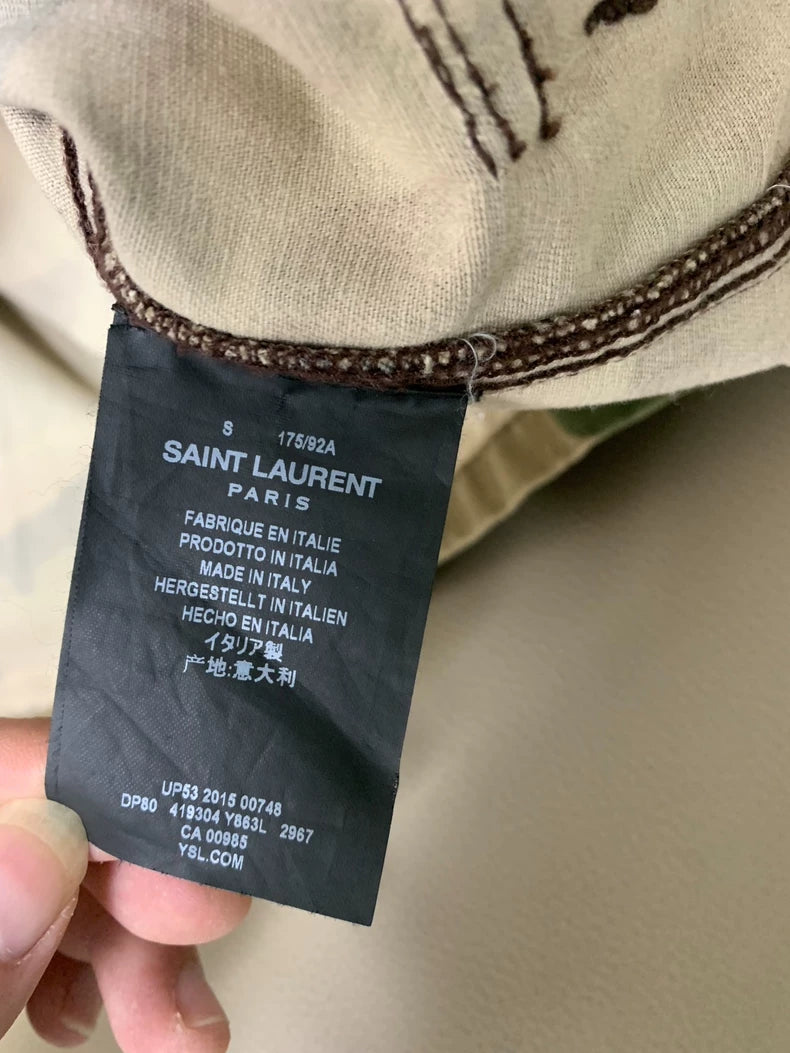 S 175/92A
SAINT LAURENT
PARIS
FABRIQUE EN ITALIE
PRODOTTO IN ITALIA
MADE IN ITALY
HERGESTELLT IN ITALIEN
HECHO EN ITALIA
イタリア製
产地:意大利
UP53 2015 00748
DP80 419304 Y863L 2967
CA 00985
YSL.COM